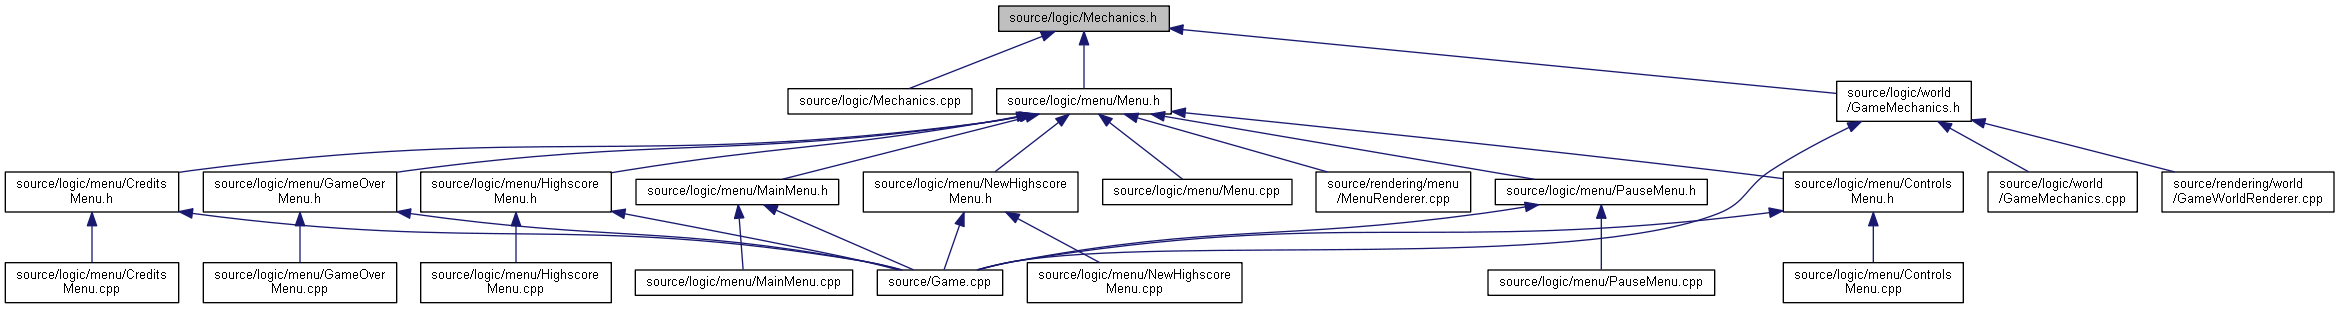 source/logic/Mechanics.h
source/logic/Mechanics.cpp
source/logic/menu/Menu.h
source/logic/world
/GameMechanics.h
source/logic/menu/Credits
Menu.h
source/logic/menu/GameOver
Menu.h
source/logic/menu/Highscore
Menu.h
source/logic/menu/MainMenu.h
source/logic/menu/NewHighscore
Menu.h
source/logic/menu/Menu.cpp
source/rendering/menu
/MenuRenderer.cpp
source/logic/menu/PauseMenu.h
source/logic/menu/Controls
Menu.h
source/logic/world
/GameMechanics.cpp
source/rendering/world
/GameWorldRenderer.cpp
source/logic/menu/Credits
Menu.cpp
source/logic/menu/GameOver
Menu.cpp
source/logic/menu/Highscore
Menu.cpp
source/logic/menu/MainMenu.cpp
source/Game.cpp
source/logic/menu/NewHighscore
Menu.cpp
source/logic/menu/PauseMenu.cpp
source/logic/menu/Controls
Menu.cpp